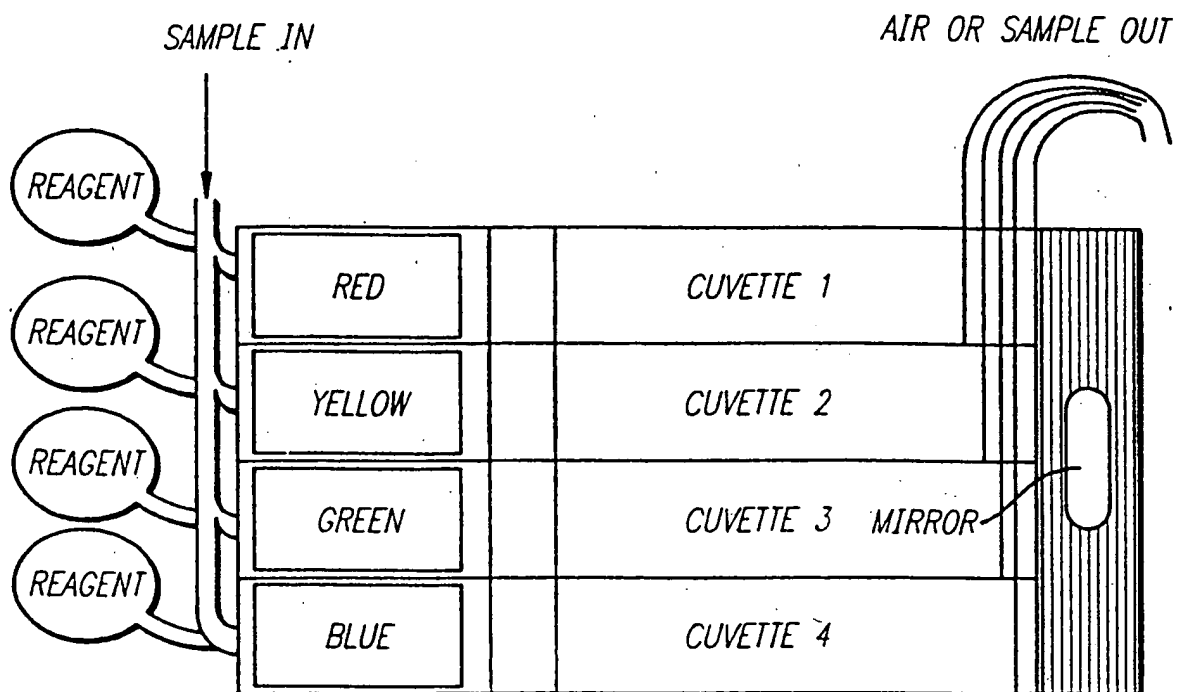 SAMPLE IN
AIR OR SAMPLE OUT
REAGENT
RED
CUVETTE 1
REAGENT
YELLOW
CUVETTE 2
REAGENT
GREEN
CUVETTE 3
MIRROR
REAGENT
BLUE
CUVETTE 4